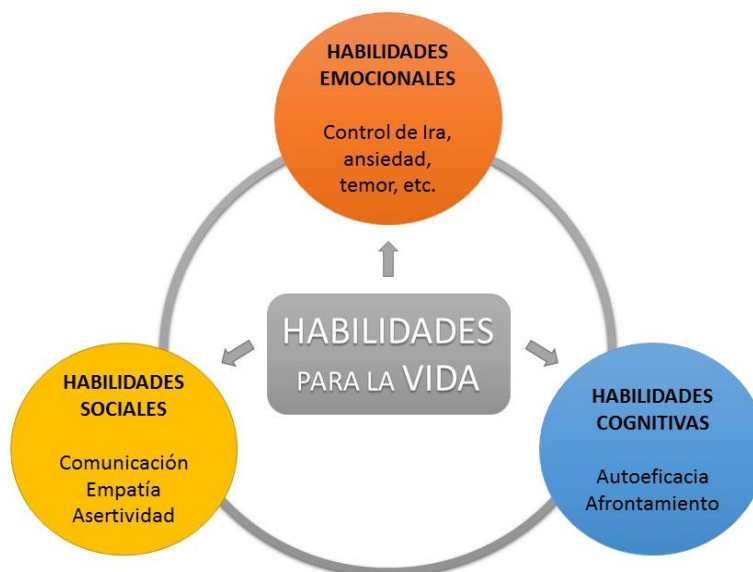 HABILIDADES
EMOCIONALES
Control de Ira,
ansiedad,
temor, etc.
HABILIDADES
PARA LA VIDA
HABILIDADES
SOCIALES
Comunicación
Empatía
Asertividad
HABILIDADES
COGNITIVAS
Autoeficacia
Afrontamiento